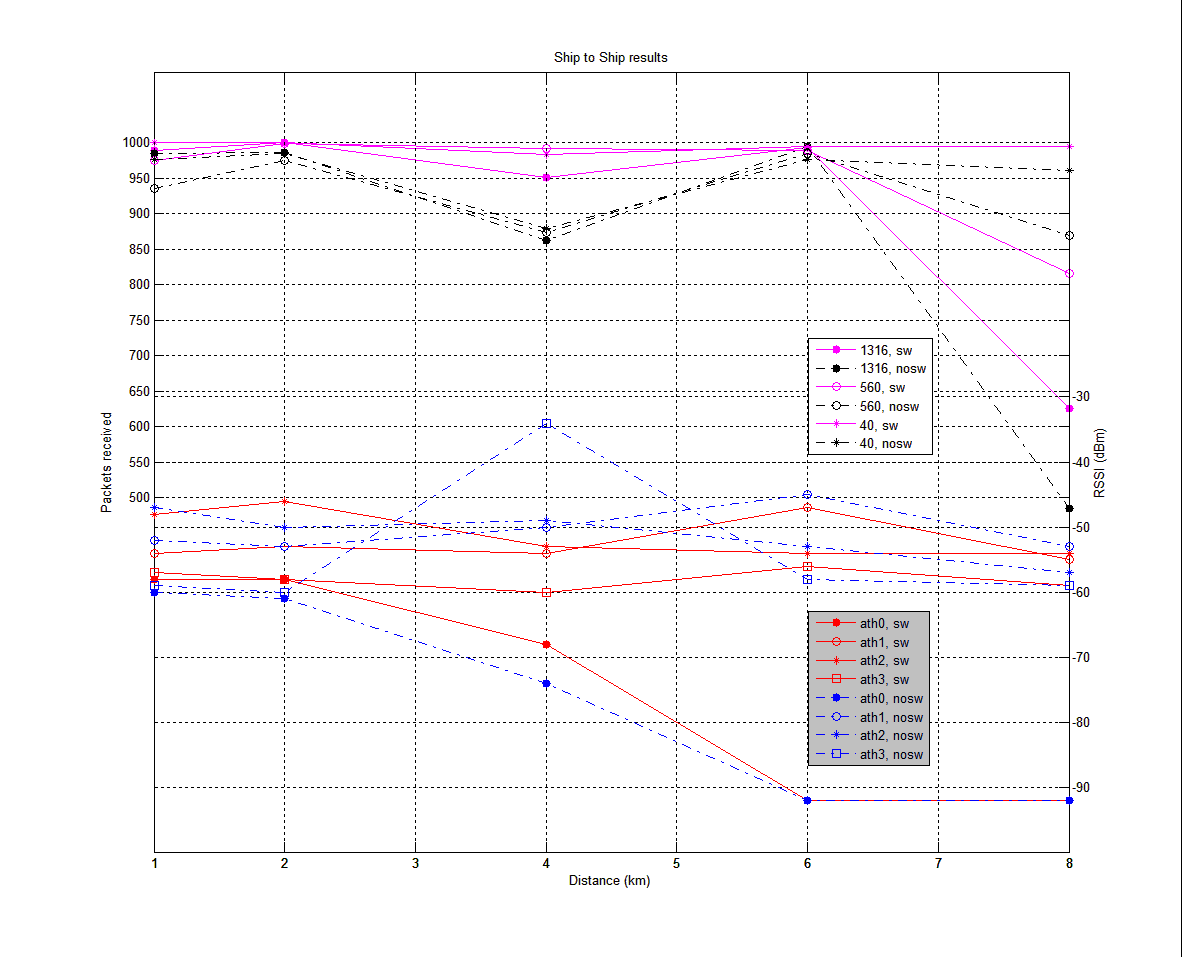 Ship to Ship results
1000
950
900
850
800
750
700
650
600
550
500
Packets received
1316, sw
1316, nosw
560, sw
560, nosw
40, sw
40, nosw
-30
-40
-50
-60
-70
-80
-90
RSSI (dBm)
ath0, sw
ath1, sw
ath2, sw
ath3, sw
ath0, nosw
ath1, nosw
ath2, nosw
ath3, nosw
1 2 3 4 5 6 7 8
Distance (km)